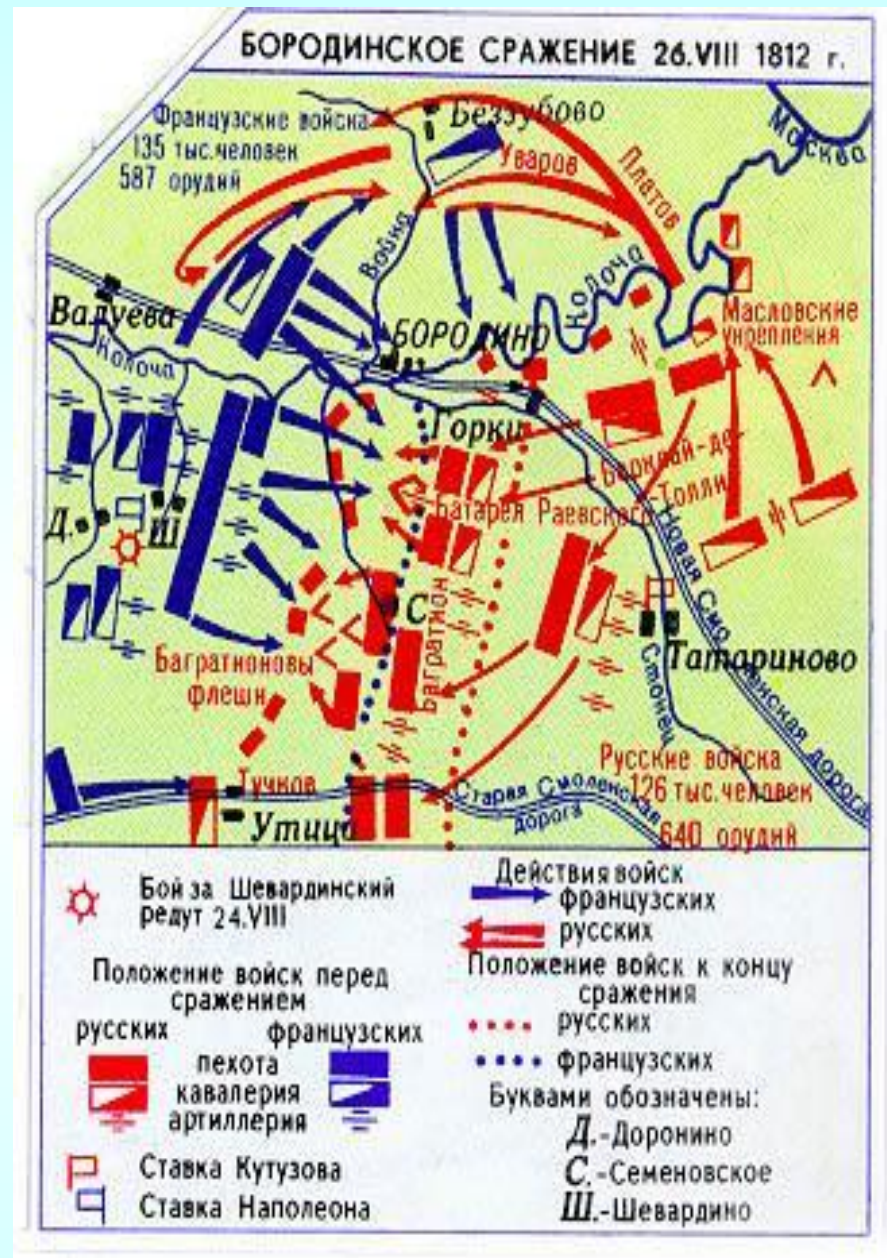 БОРОДИНСКОЕ СРАЖЕНИЕ 26.VIII 1812 г.
Французские войска
135 тыс.человек
587 орудий
Беззубово
Уваров
Платов
Москва
Война
Колоча
Валуева
Колоча
БОРОДИНО
Масловские
укрепления
Горки
Барклай-де-
-Толли
Батарея Раевского
Новая Смоленская дорога
Д.
Ш
С
Багратион
Багратионовы
флеши
Татариново
Стонец
Русские войска
126 тыс.человек
640 орудий
Тучков
Утица
Старая Смоленская
дорога
Бой за Шевардинский
редут 24.VIII
Положение войск перед
сражением
русских французских
пехота
кавалерия
артиллерия
Ставка Кутузова
Ставка Наполеона
Действия войск
французских
русских
Положение войск к концу
сражения
русских
французских
Буквами обозначены:
Д.-Доронино
С.-Семеновское
Ш.-Шевардино